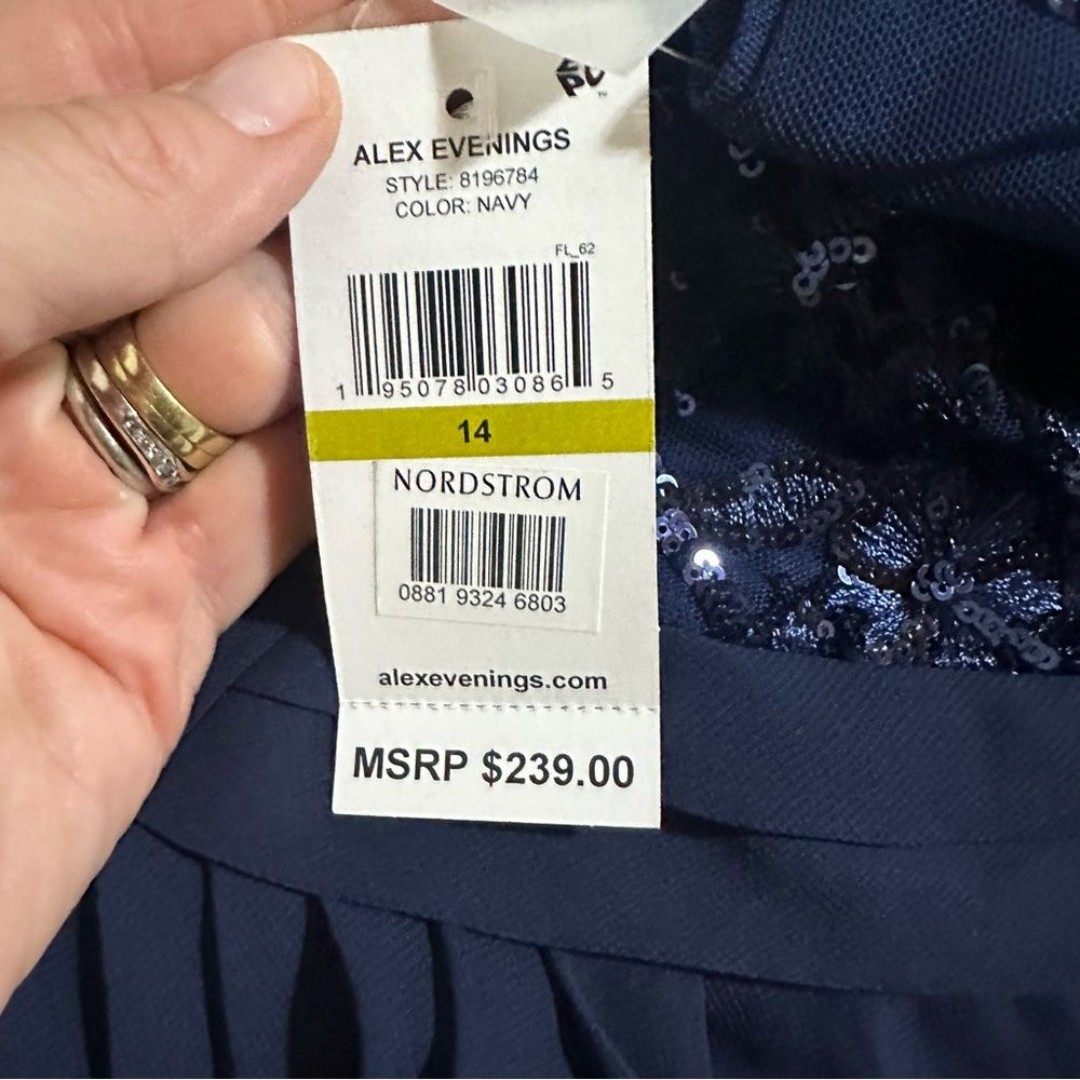 ALEX EVENINGS
STYLE: 8196784
COLOR: NAVY
FL_62
1 95078 03086 5
14
NORDSTROM
0881 9324 6803
alexevenings.com
MSRP $239.00